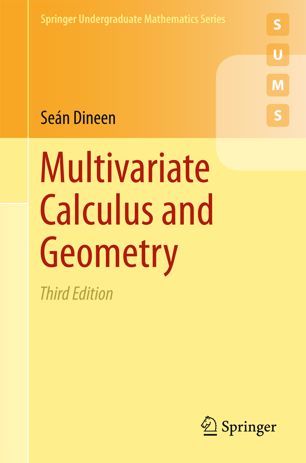 Springer Undergraduate Mathematics Series
S
U
M
S
Seán Dineen
Multivariate
Calculus and
Geometry
Third Edition
Springer